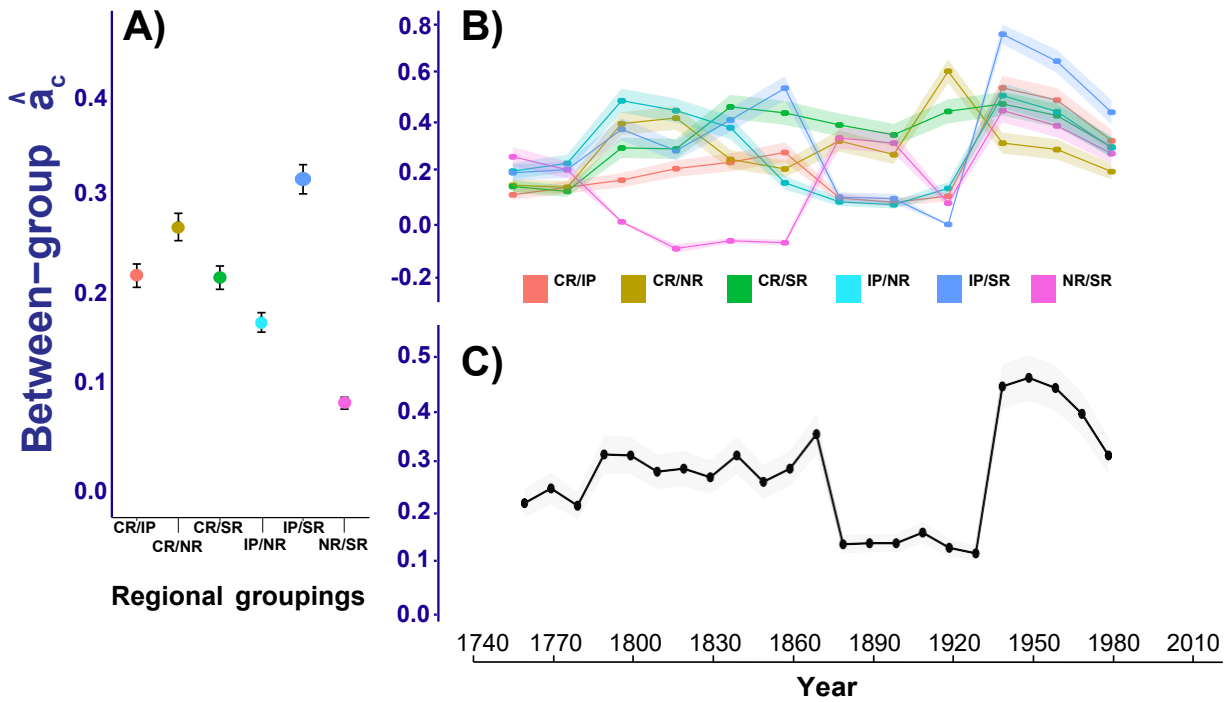 A)
Between-group â_c
0.4
0.3
0.2
0.1
0.0
CR/IP
CR/NR
CR/SR
IP/NR
IP/SR
NR/SR
Regional groupings
B)
0.8
0.6
0.4
0.2
0.0
-0.2
CR/IP CR/NR CR/SR IP/NR IP/SR NR/SR
C)
0.5
0.4
0.3
0.2
0.1
0.0
1740 1770 1800 1830 1860 1890 1920 1950 1980 2010
Year